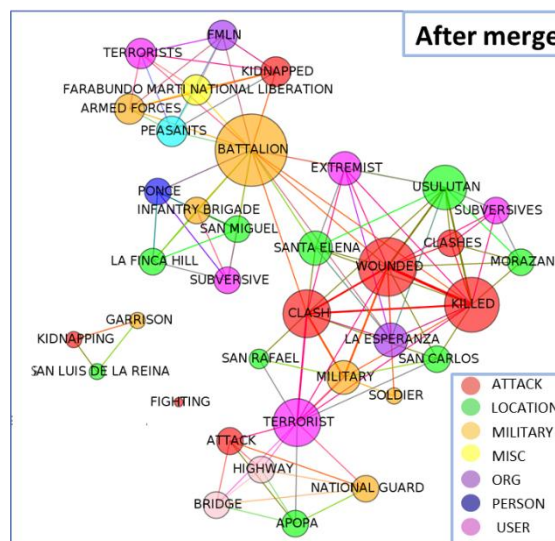 After merge
FMLN
TERRORISTS
KIDNAPPED
FARABUNDO MARTI NATIONAL LIBERATION
ARMED FORCES
PEASANTS
BATTALION
EXTREMIST
USULUTAN
PONCE
INFANTRY BRIGADE
SUBVERSIVES
SAN MIGUEL
SANTA ELENA
CLASHES
LA FINCA HILL
WOUNDED
MORAZAN
SUBVERSIVE
CLASH
KILLED
GARRISON
KIDNAPPING
LA ESPERANZA
SAN RAFAEL
SAN CARLOS
SAN LUIS DE LA REINA
MILITARY
SOLDIER
FIGHTING
TERRORIST
ATTACK
HIGHWAY
NATIONAL GUARD
BRIDGE
APOPA
ATTACK
LOCATION
MILITARY
MISC
ORG
PERSON
USER